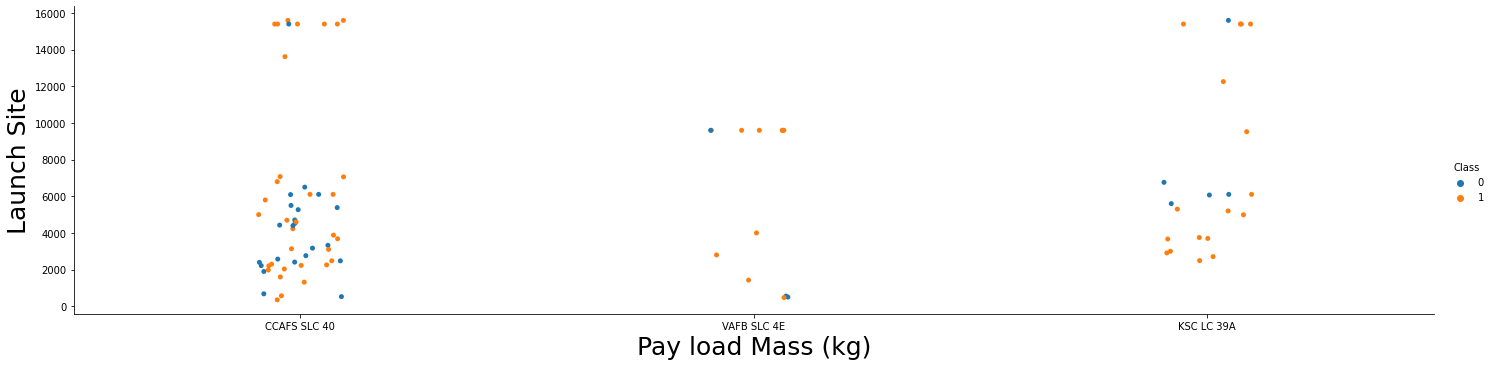 16000
14000
12000
10000
8000
6000
4000
2000
0
Launch Site
CCAFS SLC 40
VAFB SLC 4E
KSC LC 39A
Pay load Mass (kg)
Class
0
1